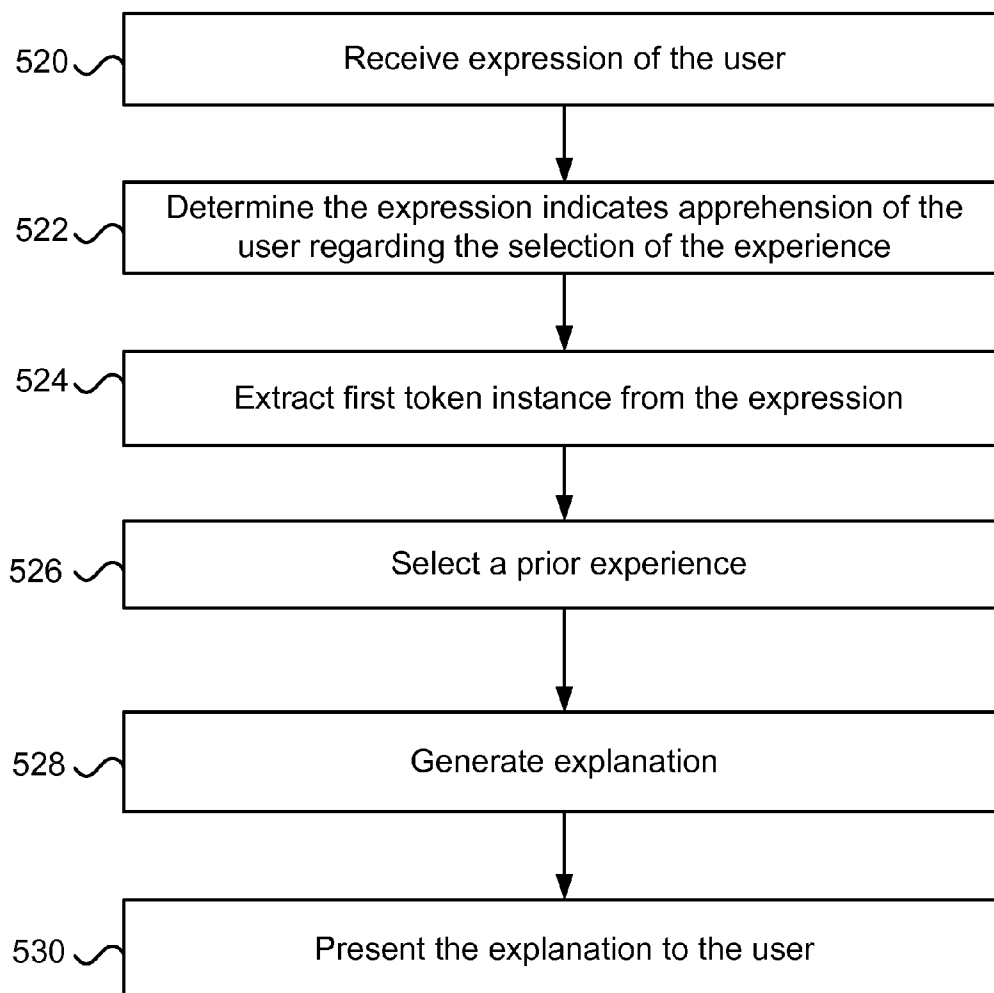 520
Receive expression of the user
522
Determine the expression indicates apprehension of the
user regarding the selection of the experience
524
Extract first token instance from the expression
526
Select a prior experience
528
Generate explanation
530
Present the explanation to the user